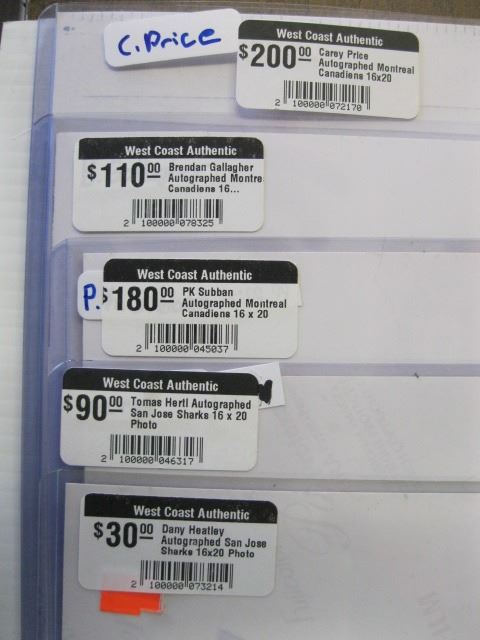 C. Price
West Coast Authentic
$200 00 Carey Price
Autographed Montreal
Canadiens 16x20
2 100000 072170
West Coast Authentic
$110 00 Brendan Gallagher
Autographed Montre
Canadiens 16...
2 100000 078325
West Coast Authentic
P. $180 00 PK Subban
Autographed Montreal
Canadiens 16 x 20
2 100000 045037
West Coast Authentic
$90 00 Tomas Hertl Autographed
San Jose Sharks 16 x 20
Photo
2 100000 046317
West Coast Authentic
$30 00 Dany Heatley
Autographed San Jose
Sharks 16x20 Photo
2 100000 073214